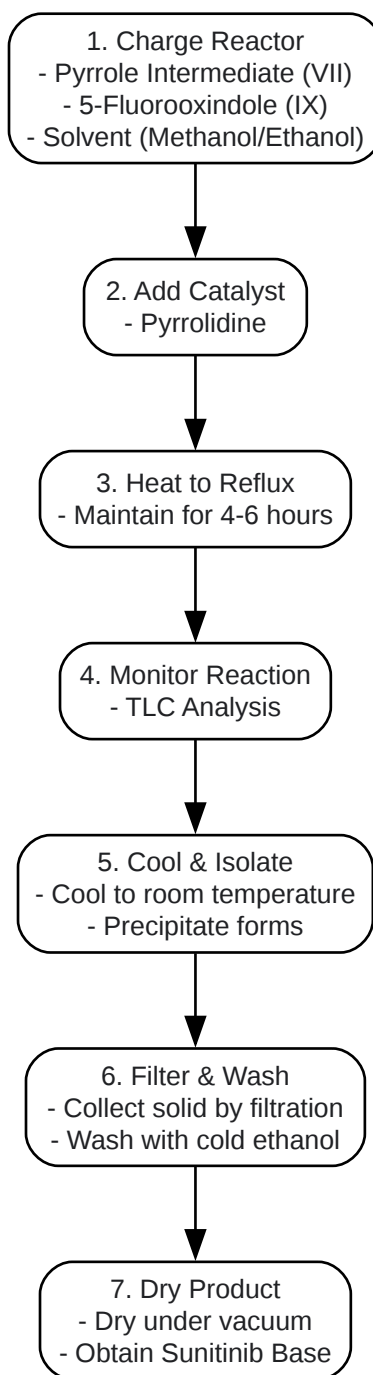 1. Charge Reactor
- Pyrrole Intermediate (VII)
- 5-Fluorooxindole (IX)
- Solvent (Methanol/Ethanol)
2. Add Catalyst
- Pyrrolidine
3. Heat to Reflux
- Maintain for 4-6 hours
4. Monitor Reaction
- TLC Analysis
5. Cool & Isolate
- Cool to room temperature
- Precipitate forms
6. Filter & Wash
- Collect solid by filtration
- Wash with cold ethanol
7. Dry Product
- Dry under vacuum
- Obtain Sunitinib Base